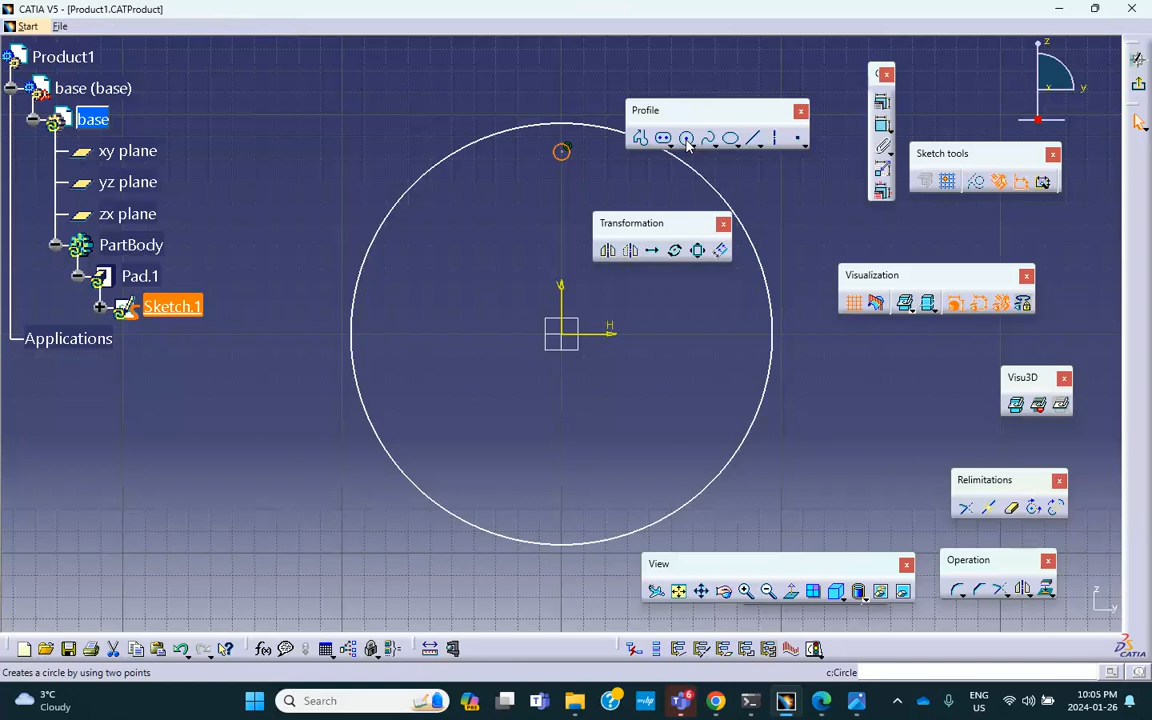 CATIA V5 - [Product1.CATProduct]
Start File
Product1
base (base)
base
xy plane
yz plane
zx plane
PartBody
Pad.1
Sketch.1
Applications
Profile
Transformation
H
z
x
y
Sketch tools
Visualization
Visu3D
Relimitations
View
Operation
z
y
CATIA
Creates a circle by using two points
c:Circle
3°C
Cloudy
Search
6
ENG
US
10:05 PM
2024-01-26